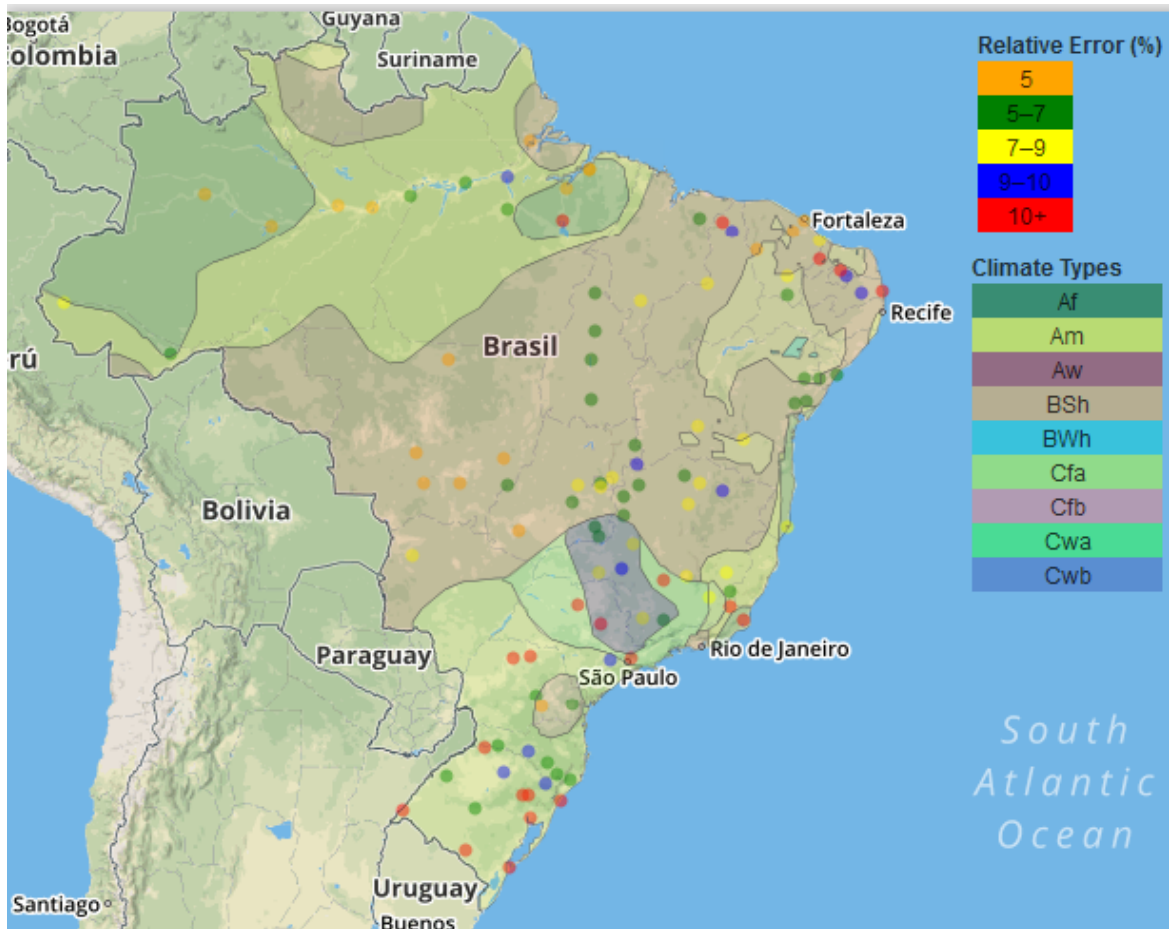 Bogotá
Colombia
Guyana
Suriname
Relative Error (%)
5
5–7
7–9
9–10
10+
Fortaleza
Climate Types
Af
Am
Aw
BSh
BWh
Cfa
Cfb
Cwa
Cwb
Recife
Brasil
rú
Bolivia
Rio de Janeiro
Paraguay
São Paulo
South
Atlantic
Ocean
Uruguay
Santiago
Buenos